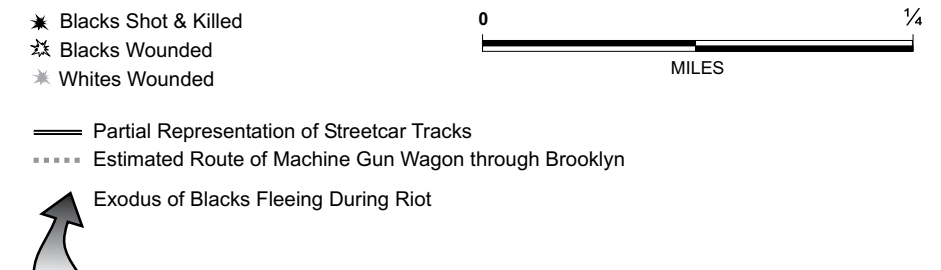 Blacks Shot & Killed
Blacks Wounded
Whites Wounded
0 ¼
MILES
Partial Representation of Streetcar Tracks
Estimated Route of Machine Gun Wagon through Brooklyn
Exodus of Blacks Fleeing During Riot